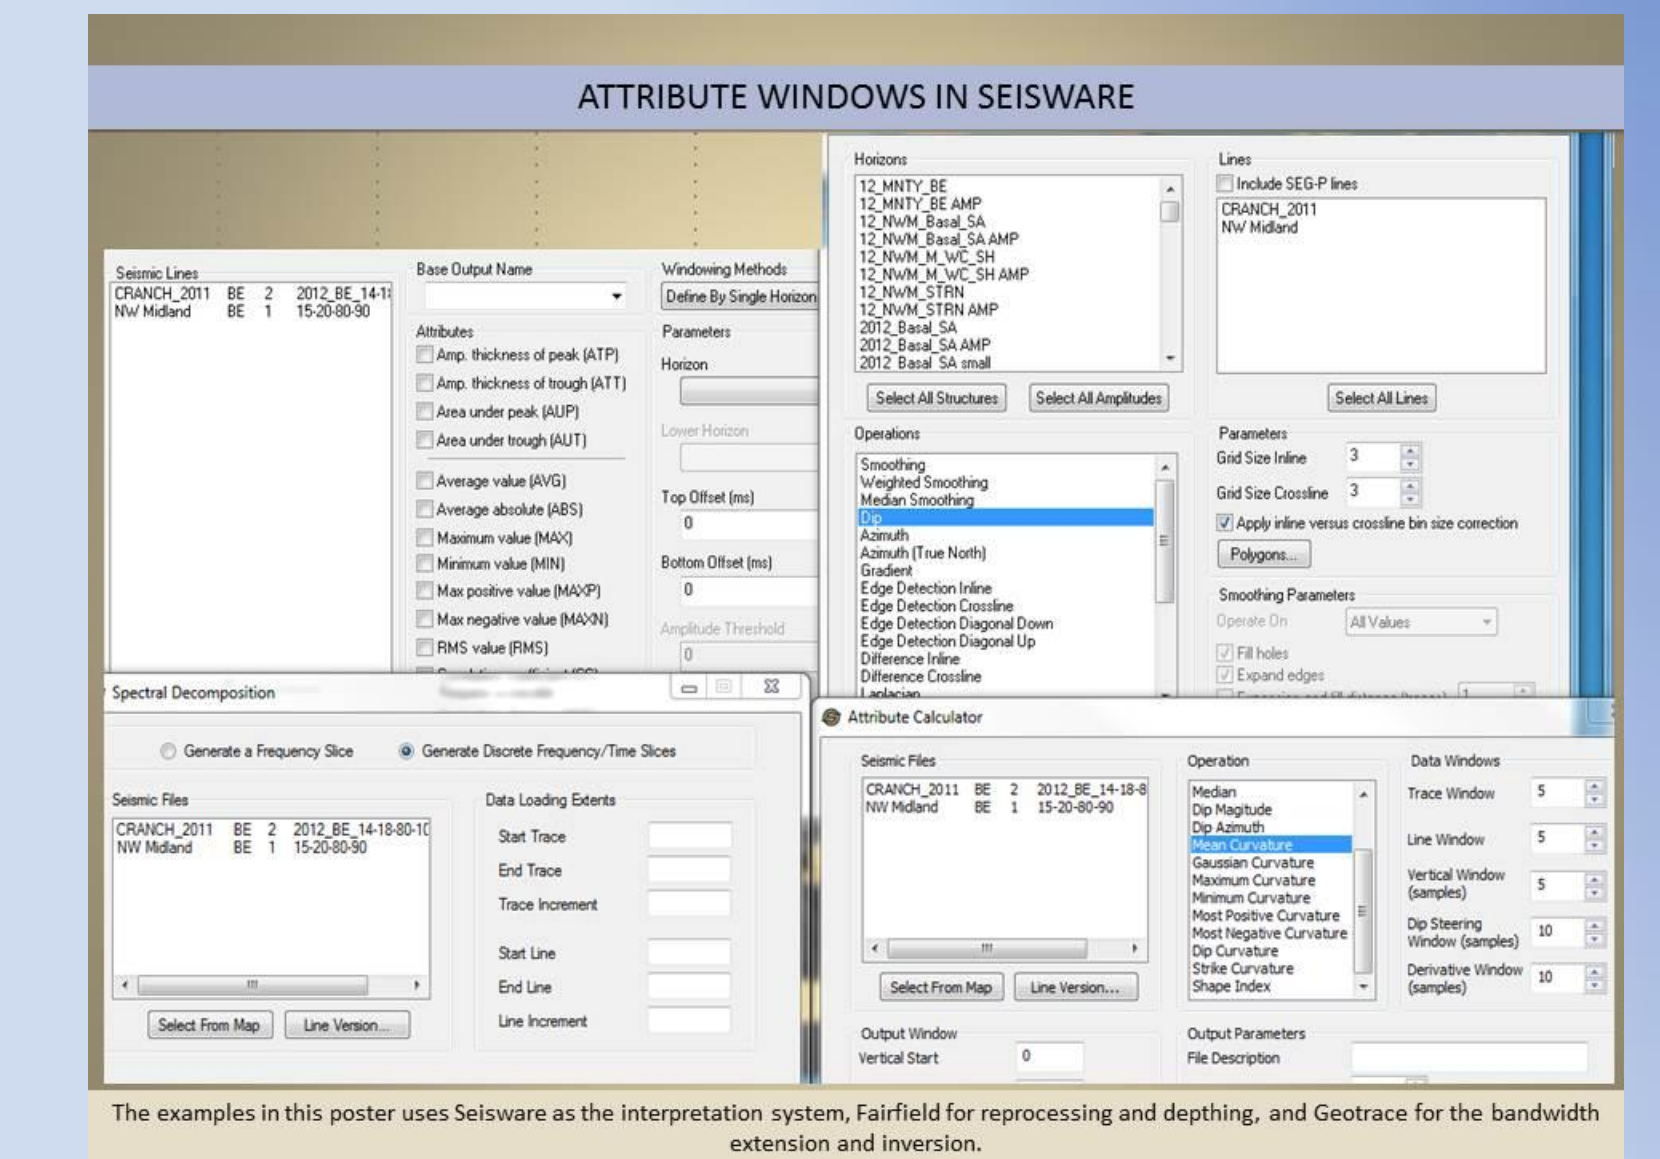 ATTRIBUTE WINDOWS IN SEISWARE
Seismic Lines
CRANCH_2011 BE 2 2012_BE_14-18
NW Midland BE 1 15-20-80-90
Base Output Name
Attributes
Amp. thickness of peak (ATP)
Amp. thickness of trough (ATT)
Area under peak (AUP)
Area under trough (AUT)
Average value (AVG)
Average absolute (ABS)
Maximum value (MAX)
Minimum value (MIN)
Max positive value (MAXP)
Max negative value (MAXN)
RMS value (RMS)
Windowing Methods
Define By Single Horizon
Parameters
Horizon
Lower Horizon
Top Offset (ms)
0
Bottom Offset (ms)
0
Amplitude Threshold
0
Horizons
12_MNTY_BE
12_MNTY_BE AMP
12_NWM_Basal_SA
12_NWM_Basal_SA AMP
12_NWM_M_WC_SH
12_NWM_M_WC_SH AMP
12_NWM_STRN
12_NWM_STRN AMP
2012_Basal_SA
2012_Basal_SA AMP
2012_Basal_SA small
Select All Structures Select All Amplitudes
Lines
Include SEG-P lines
CRANCH_2011
NW Midland
Select All Lines
Operations
Smoothing
Weighted Smoothing
Median Smoothing
Dip
Azimuth
Azimuth (True North)
Gradient
Edge Detection Inline
Edge Detection Crossline
Edge Detection Diagonal Down
Edge Detection Diagonal Up
Difference Inline
Difference Crossline
Laplacian
Parameters
Grid Size Inline 3
Grid Size Crossline 3
Apply inline versus crossline bin size correction
Polygons...
Smoothing Parameters
Operate On All Values
Fill holes
Expand edges
Spectral Decomposition
Generate a Frequency Slice Generate Discrete Frequency/Time Slices
Seismic Files
CRANCH_2011 BE 2 2012_BE_14-18-80-10
NW Midland BE 1 15-20-80-90
Select From Map Line Version...
Data Loading Extents
Start Trace
End Trace
Trace Increment
Start Line
End Line
Line Increment
Attribute Calculator
Seismic Files
CRANCH_2011 BE 2 2012_BE_14-18-8
NW Midland BE 1 15-20-80-90
Select From Map Line Version...
Operation
Median
Dip Magitude
Dip Azimuth
Mean Curvature
Gaussian Curvature
Maximum Curvature
Minimum Curvature
Most Positive Curvature
Most Negative Curvature
Dip Curvature
Strike Curvature
Shape Index
Data Windows
Trace Window 5
Line Window 5
Vertical Window
(samples) 5
Dip Steering
Window (samples) 10
Derivative Window
(samples) 10
Output Window
Vertical Start 0
Output Parameters
File Description
The examples in this poster uses Seisware as the interpretation system, Fairfield for reprocessing and depthing, and Geotrace for the bandwidth
extension and inversion.